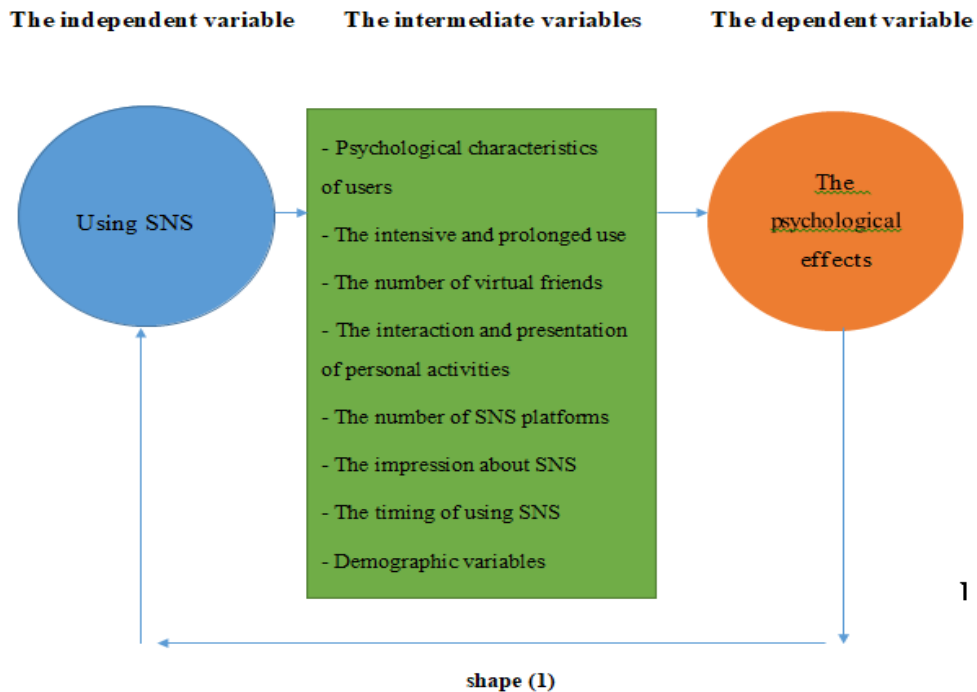 The independent variable
The intermediate variables
The dependent variable
Using SNS
- Psychological characteristics
of users
- The intensive and prolonged use
- The number of virtual friends
- The interaction and presentation
of personal activities
- The number of SNS platforms
- The impression about SNS
- The timing of using SNS
- Demographic variables
The
psychological
effects
1
shape (1)